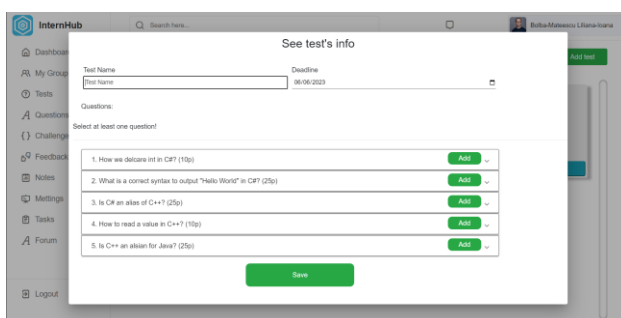 InternHub
Search here...
Botba-Mateescu Liliana-Ioana
See test's info
Dashboar
Add test
Test Name
Deadline
Test Name
06/06/2023
My Group
Tests
Questions:
Questions
Select at least one question!
Challenge
Feedback
1. How we delcare int in C#? (10p)
Add
Notes
2. What is a correct syntax to output "Hello World" in C#? (25p)
Add
Mettings
3. Is C# an alias of C++? (25p)
Add
Tasks
4. How to read a value in C++? (10p)
Add
Forum
5. Is C++ an alsian for Java? (25p)
Add
Save
Logout